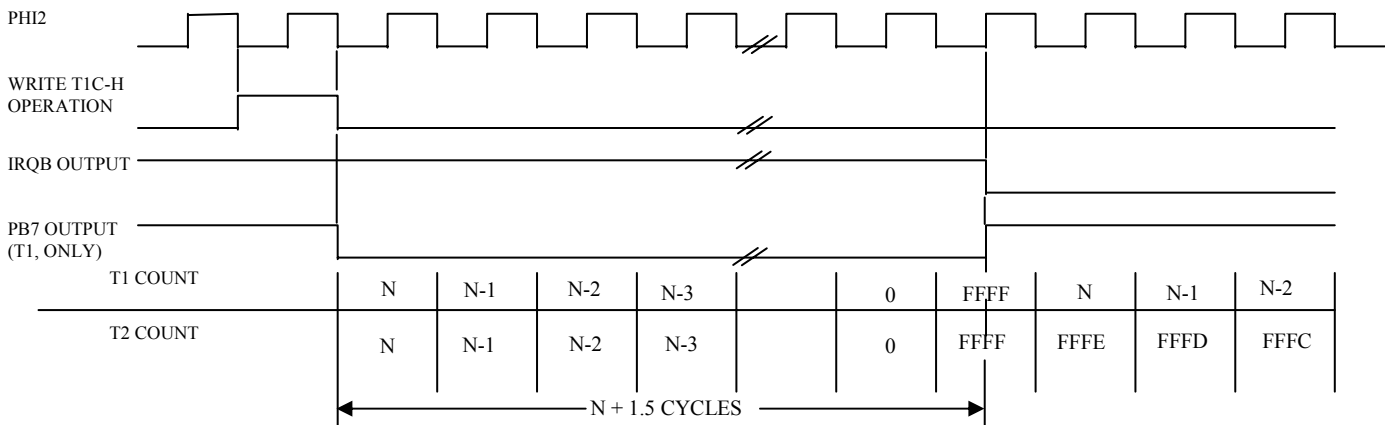 PHI2
WRITE T1C-H
OPERATION
IRQB OUTPUT
PB7 OUTPUT
(T1, ONLY)
T1 COUNT N N-1 N-2 N-3 0 FFFF N N-1 N-2
T2 COUNT N N-1 N-2 N-3 0 FFFF FFFE FFFD FFFC
N + 1.5 CYCLES